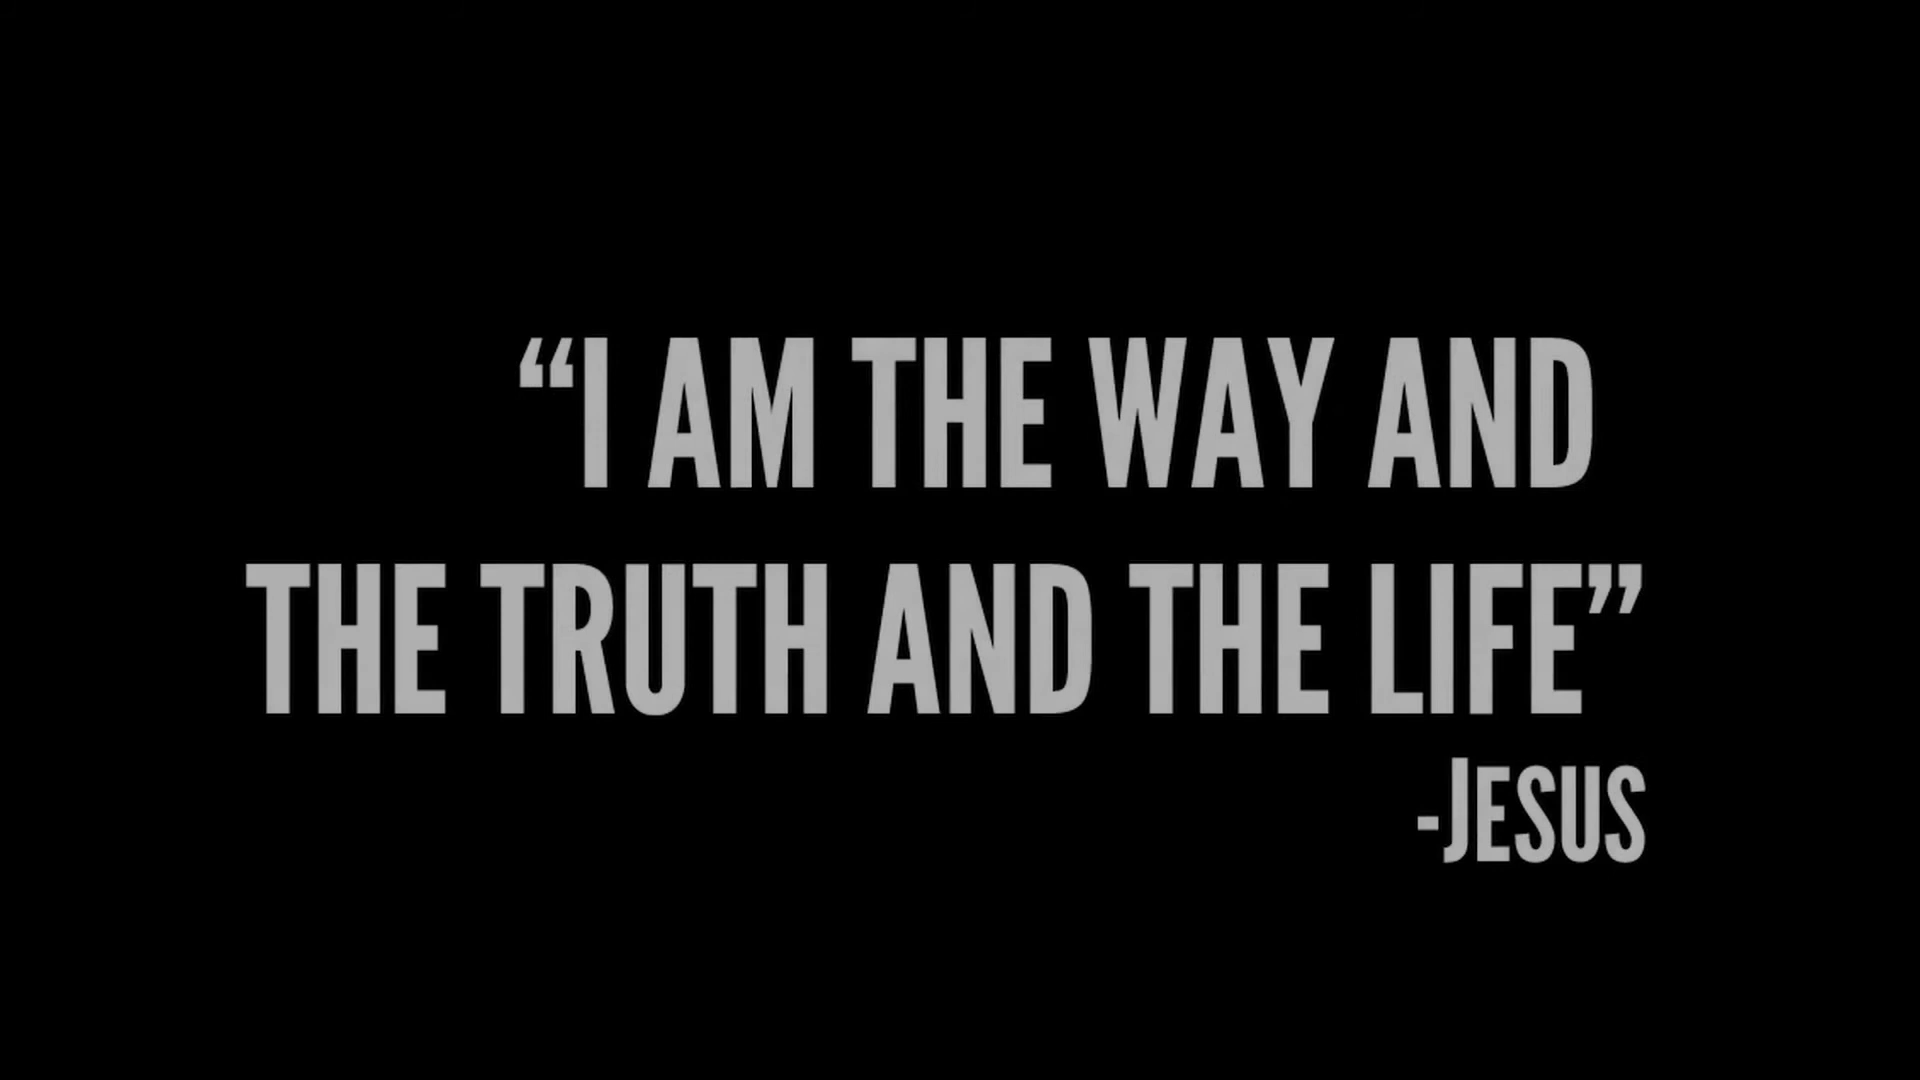 “I AM THE WAY AND
THE TRUTH AND THE LIFE”
-JESUS